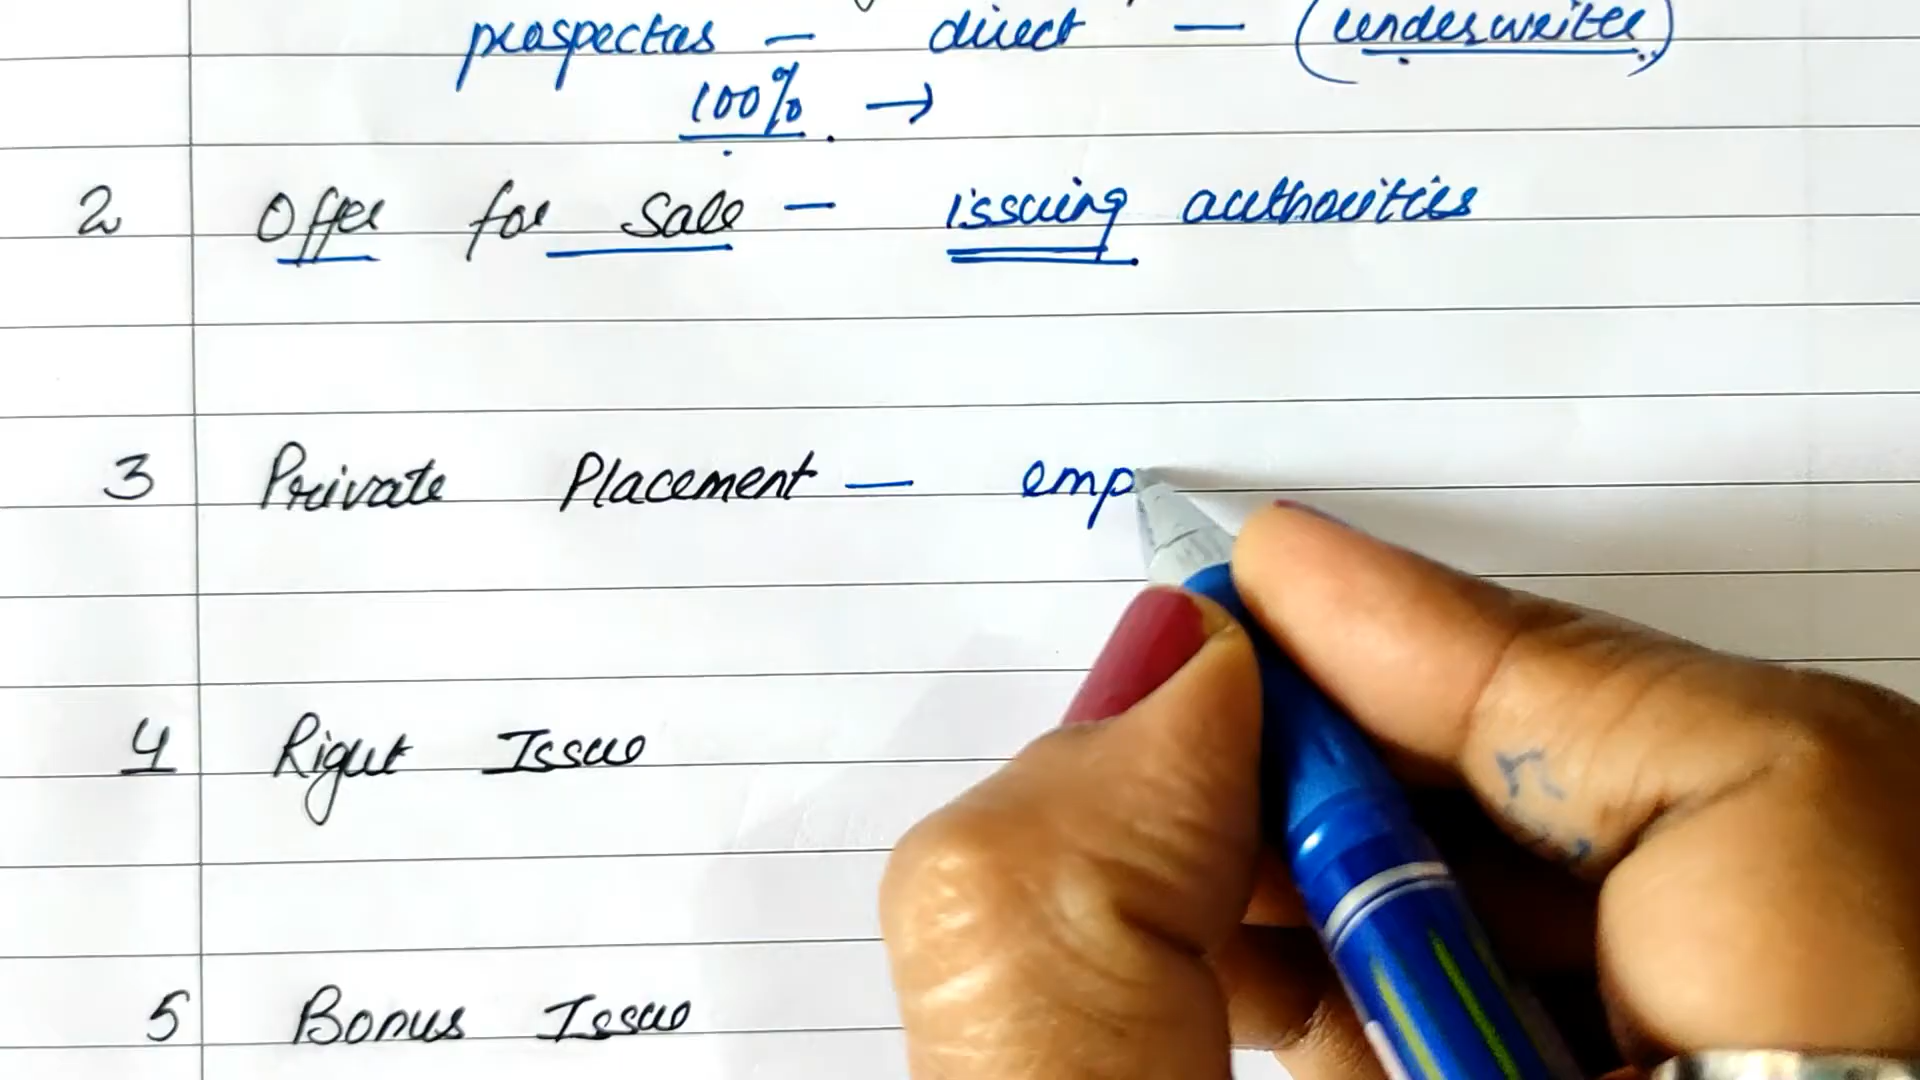 prospectus — direct — (underwriter)
100% →
2 Offer for Sale — issuing authorities
3 Private Placement — emp
4 Right Issue
5 Bonus Issue